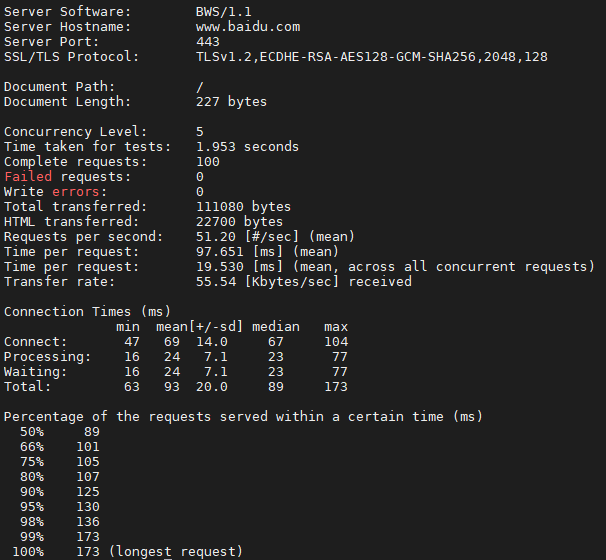 Server Software:        BWS/1.1
Server Hostname:        www.baidu.com
Server Port:            443
SSL/TLS Protocol:       TLSv1.2,ECDHE-RSA-AES128-GCM-SHA256,2048,128

Document Path:          /
Document Length:        227 bytes

Concurrency Level:      5
Time taken for tests:   1.953 seconds
Complete requests:      100
Failed requests:        0
Write errors:           0
Total transferred:      111080 bytes
HTML transferred:       22700 bytes
Requests per second:    51.20 [#/sec] (mean)
Time per request:       97.651 [ms] (mean)
Time per request:       19.530 [ms] (mean, across all concurrent requests)
Transfer rate:          55.54 [Kbytes/sec] received

Connection Times (ms)
              min  mean[+/-sd] median   max
Connect:       47   69  14.0     67     104
Processing:    16   24   7.1     23      77
Waiting:       16   24   7.1     23      77
Total:         63   93  20.0     89     173

Percentage of the requests served within a certain time (ms)
  50%     89
  66%    101
  75%    105
  80%    107
  90%    125
  95%    130
  98%    136
  99%    173
 100%    173 (longest request)